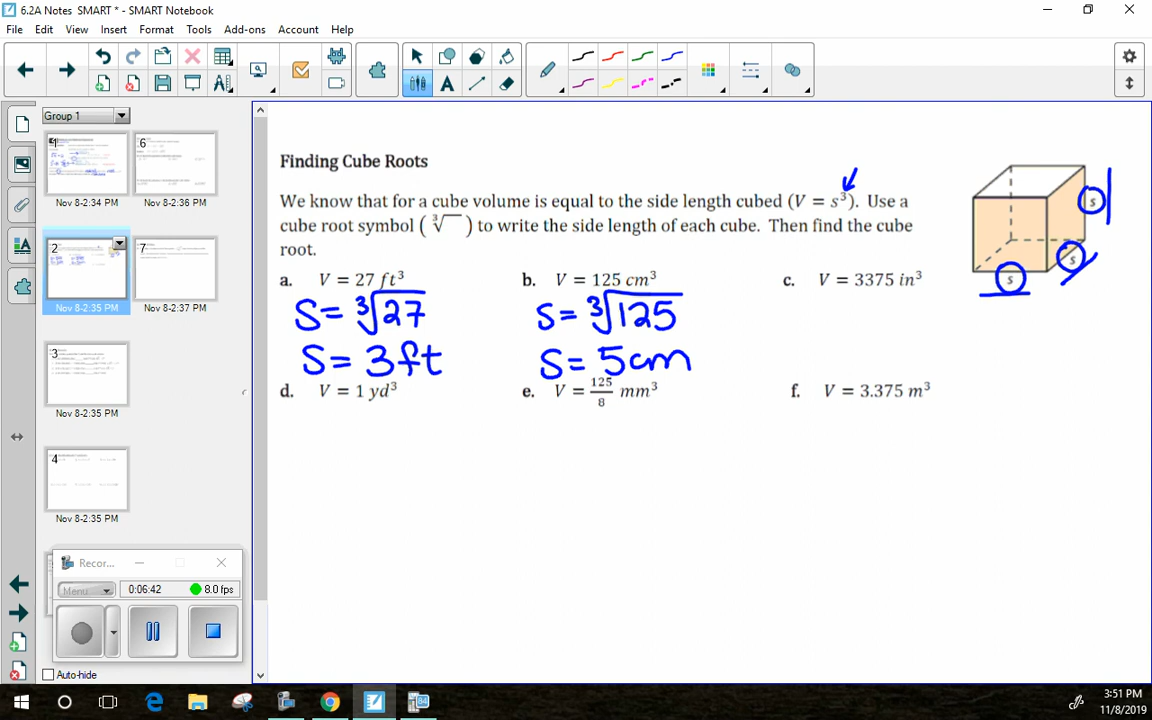 6.2A Notes SMART * - SMART Notebook
File Edit View Insert Format Tools Add-ons Account Help
Group 1
1
Nov 8-2:34 PM
6
Nov 8-2:36 PM
2
Nov 8-2:35 PM
7
Nov 8-2:37 PM
3
Nov 8-2:35 PM
4
Nov 8-2:35 PM
Recor...
Menu
0:06:42
8.0 fps
Auto-hide
Finding Cube Roots
We know that for a cube volume is equal to the side length cubed (V = s³). Use a
cube root symbol ( ∛ ) to write the side length of each cube. Then find the cube
root.
s
s
s
a. V = 27 ft³ b. V = 125 cm³ c. V = 3375 in³
S = ∛27 S = ∛125
S = 3ft S = 5cm
d. V = 1 yd³ e. V = 125/8 mm³ f. V = 3.375 m³
3:51 PM
11/8/2019